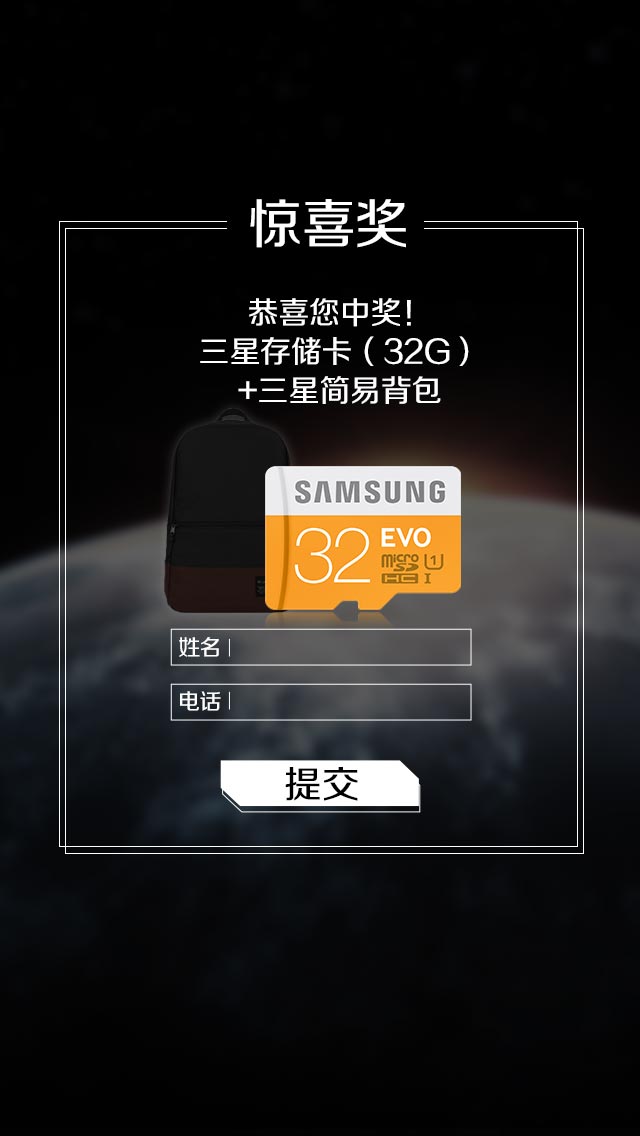 惊喜奖
恭喜您中奖！
三星存储卡（32G）
+三星简易背包
SAMSUNG
32 EVO
micro SD HC I U1
姓名
电话
提交